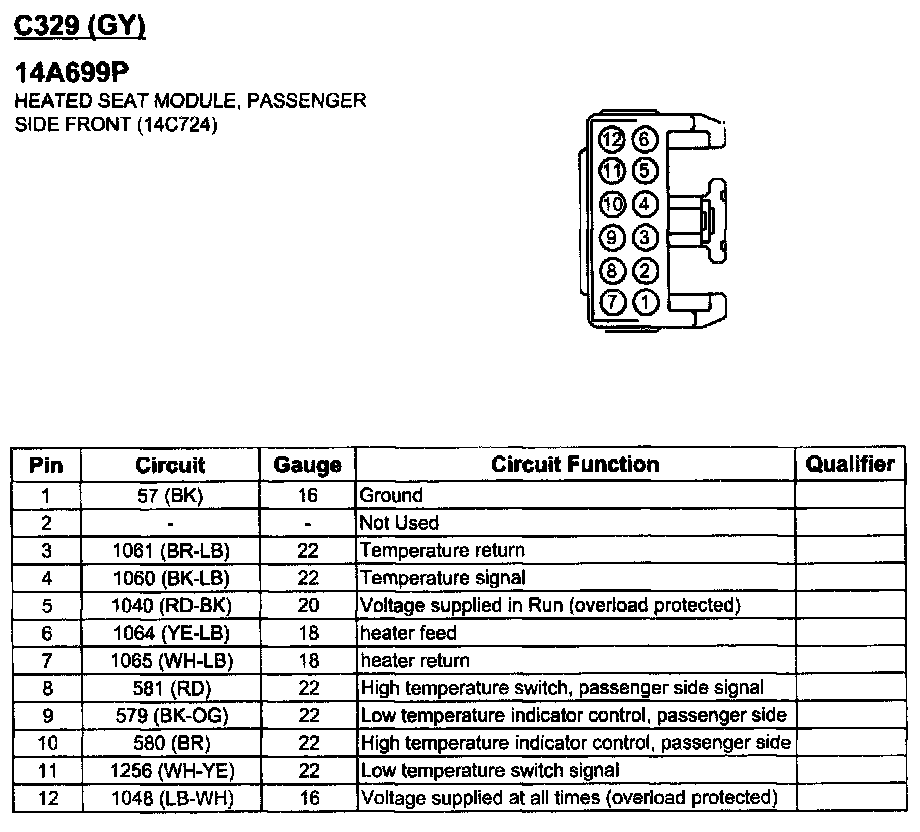 C329 (GY)
14A699P
HEATED SEAT MODULE, PASSENGER
SIDE FRONT (14C724)
12 6
11 5
10 4
9 3
8 2
7 1
Pin Circuit Gauge Circuit Function Qualifier
1 57 (BK) 16 Ground
2 - - Not Used
3 1061 (BR-LB) 22 Temperature return
4 1060 (BK-LB) 22 Temperature signal
5 1040 (RD-BK) 20 Voltage supplied in Run (overload protected)
6 1064 (YE-LB) 18 heater feed
7 1065 (WH-LB) 18 heater return
8 581 (RD) 22 High temperature switch, passenger side signal
9 579 (BK-OG) 22 Low temperature indicator control, passenger side
10 580 (BR) 22 High temperature indicator control, passenger side
11 1256 (WH-YE) 22 Low temperature switch signal
12 1048 (LB-WH) 16 Voltage supplied at all times (overload protected)